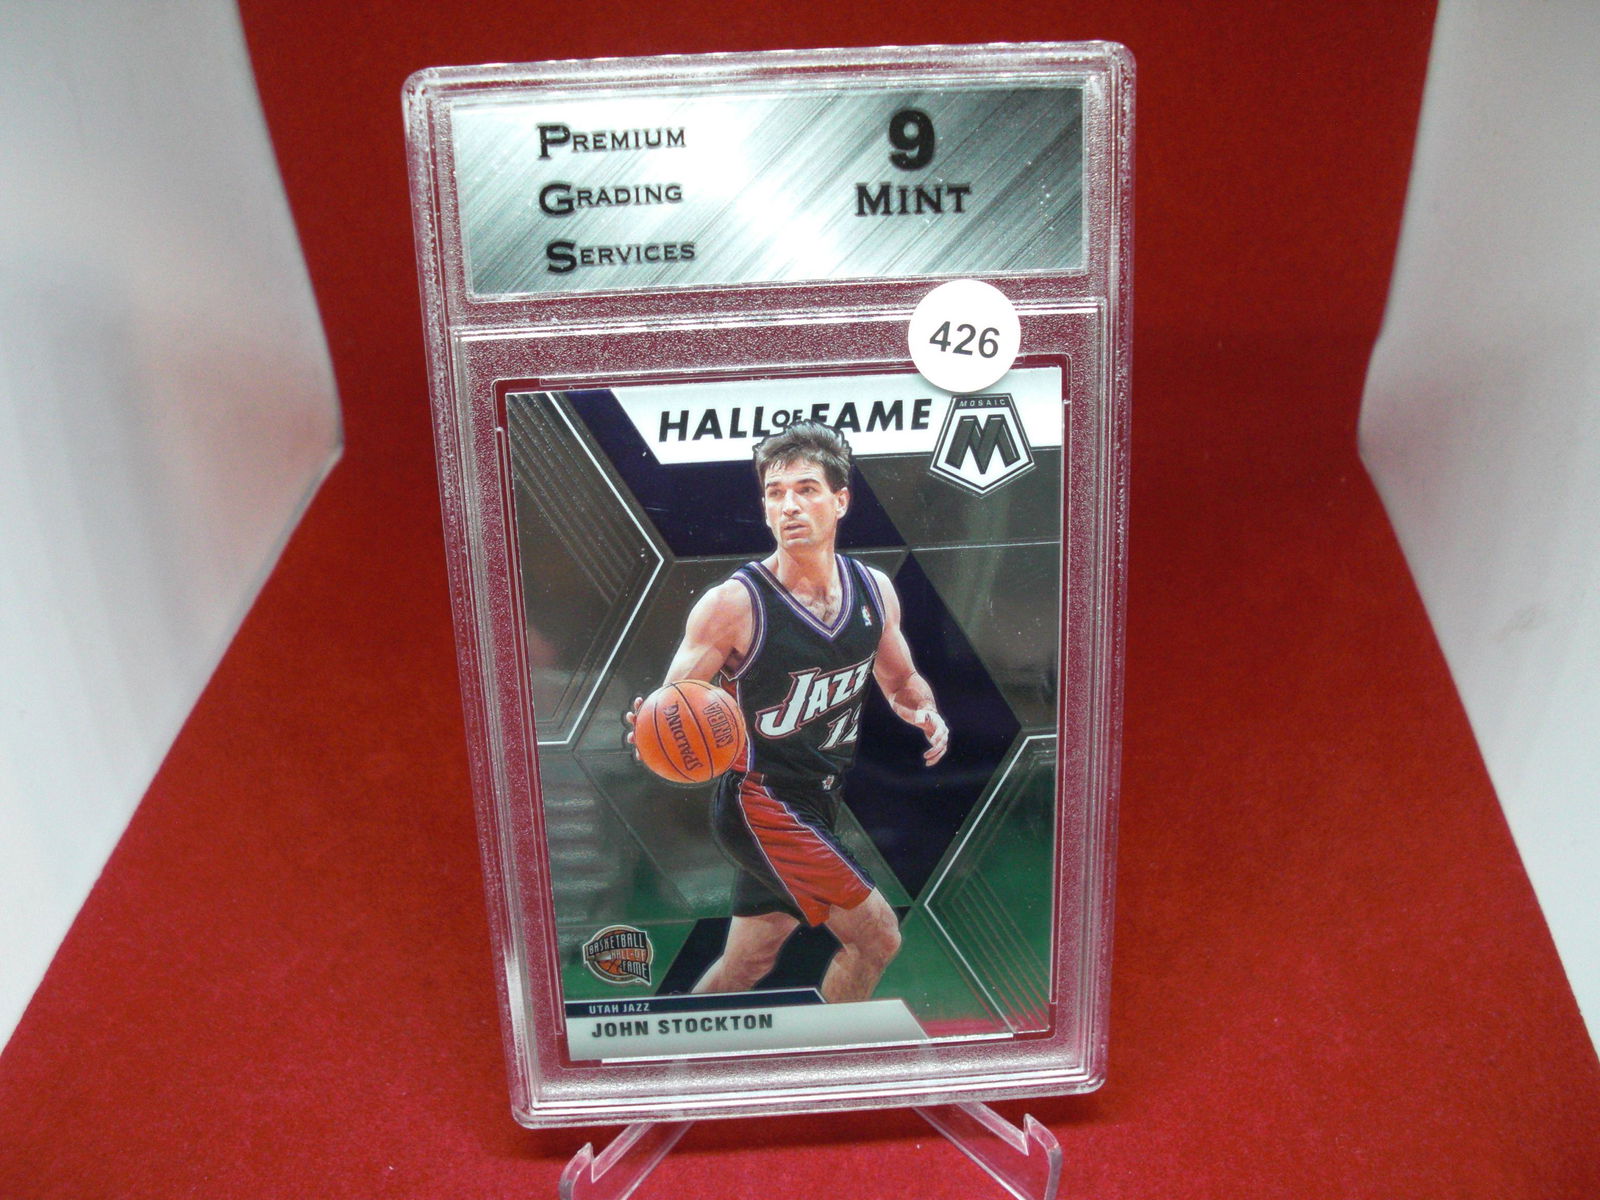 PREMIUM
GRADING
SERVICES
9
MINT
426
HALL OF FAME
MOSAIC
M
JAZZ
12
SPALDING
BASKETBALL
HALL OF
FAME
UTAH JAZZ
JOHN STOCKTON